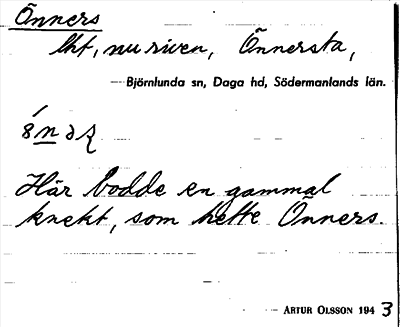 Önners
lht, nu riven, Önnersta,
Björnlunda sn, Daga hd, Södermanlands län.
Här bodde en gammal
knekt, som hette Önners.
ARTUR OLSSON 1943